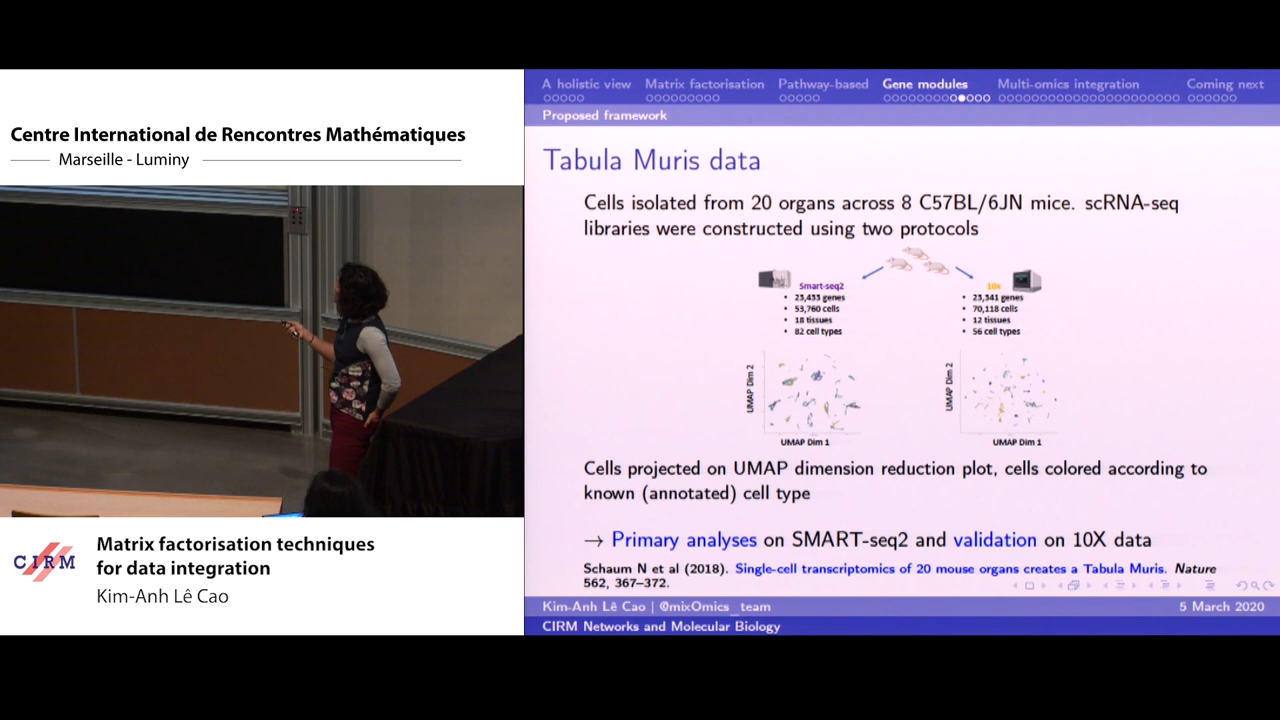 Centre International de Rencontres Mathématiques
Marseille - Luminy
CIRM
Matrix factorisation techniques
for data integration
Kim-Anh Lê Cao
A holistic view Matrix factorisation Pathway-based Gene modules Multi-omics integration Coming next
Proposed framework
Tabula Muris data
Cells isolated from 20 organs across 8 C57BL/6JN mice. scRNA-seq
libraries were constructed using two protocols
Smart-seq2
• 23,433 genes
• 53,760 cells
• 18 tissues
• 82 cell types
10x
• 23,341 genes
• 70,118 cells
• 12 tissues
• 56 cell types
UMAP Dim 2
UMAP Dim 1
UMAP Dim 2
UMAP Dim 1
Cells projected on UMAP dimension reduction plot, cells colored according to
known (annotated) cell type
→ Primary analyses on SMART-seq2 and validation on 10X data
Schaum N et al (2018). Single-cell transcriptomics of 20 mouse organs creates a Tabula Muris. Nature
562, 367–372.
Kim-Anh Lê Cao | @mixOmics_team 5 March 2020
CIRM Networks and Molecular Biology